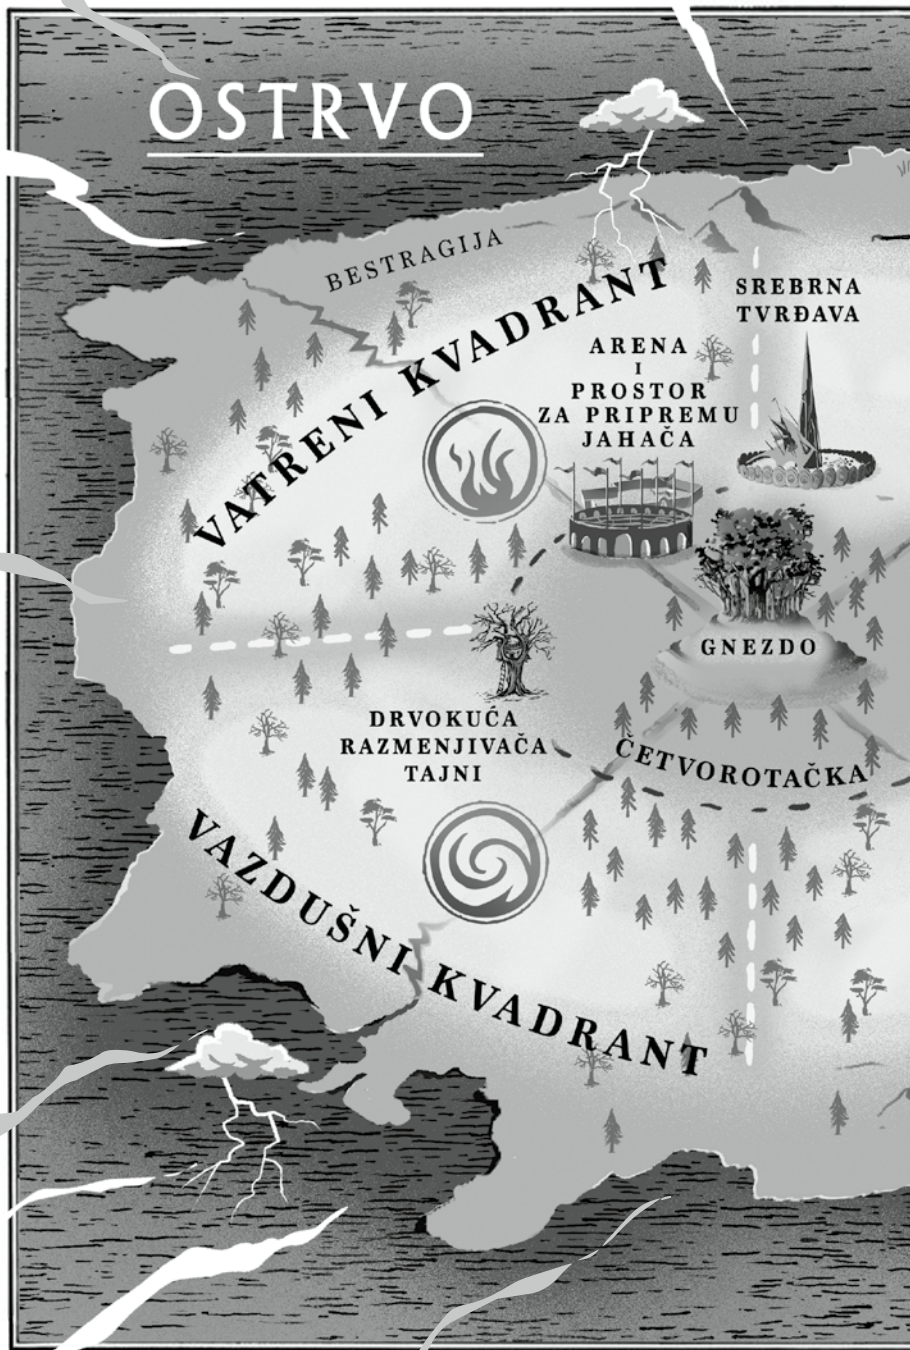 OSTRVO
BESTRAGIJA
VATRENI KVADRANT
SREBRNA
TVRĐAVA
ARENA
I
PROSTOR
ZA PRIPREMU
JAHAČA
GNEZDO
DRVOKUĆA
RAZMENJIVAČA
TAJNI
ČETVOROTAČKA
VAZDUŠNI KVADRANT